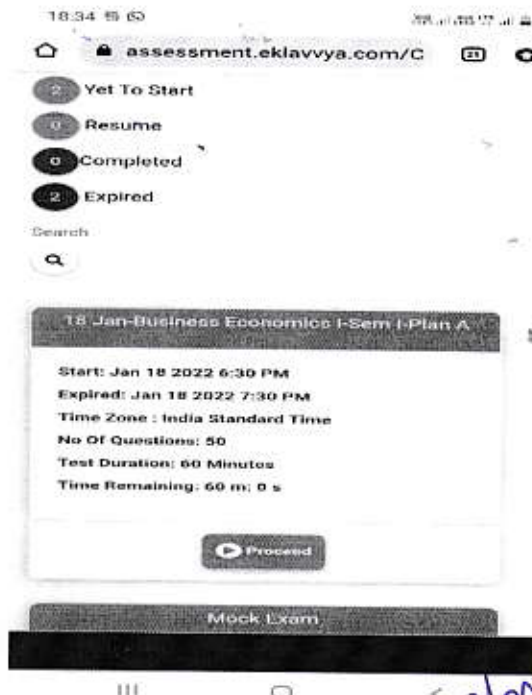 18:34
assessment.eklavvya.com/C
21
2 Yet To Start
0 Resume
0 Completed
2 Expired
Search
18 Jan-Business Economics I-Sem I-Plan A
Start: Jan 18 2022 6:30 PM
Expired: Jan 18 2022 7:30 PM
Time Zone : India Standard Time
No Of Questions: 50
Test Duration: 60 Minutes
Time Remaining: 60 m: 0 s
Proceed
Mock Exam